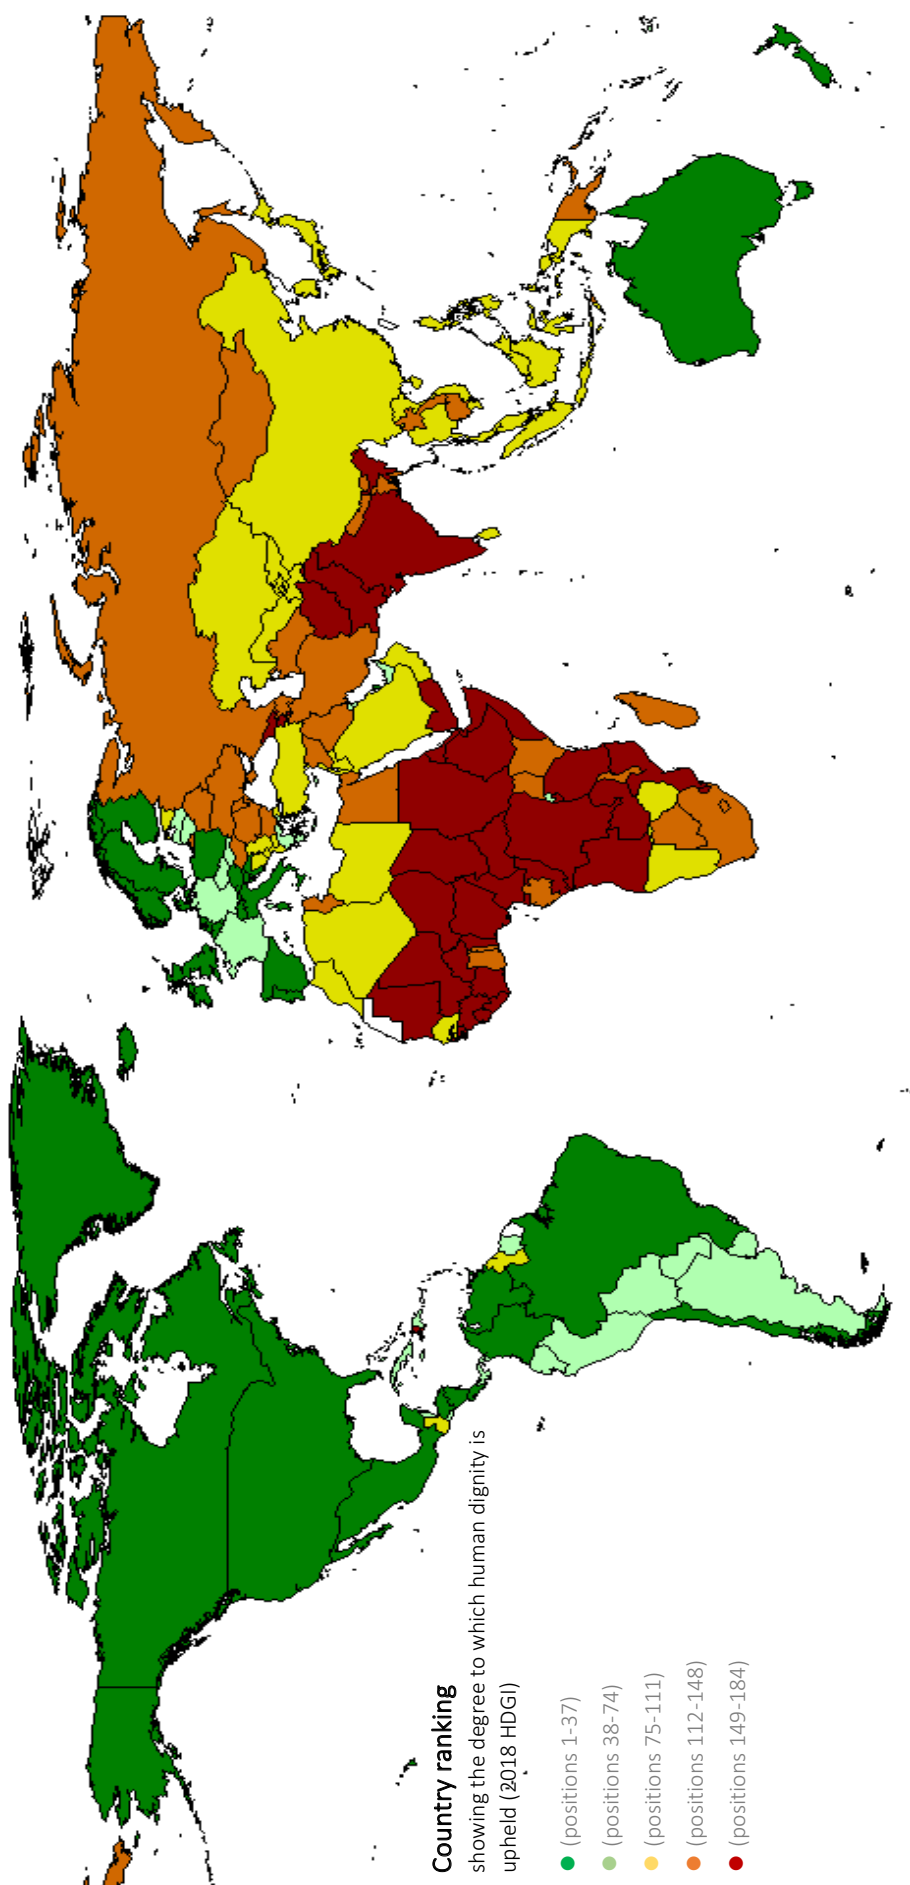 Country ranking
showing the degree to which human dignity is
upheld (2018 HDGI)
(positions 1-37)
(positions 38-74)
(positions 75-111)
(positions 112-148)
(positions 149-184)